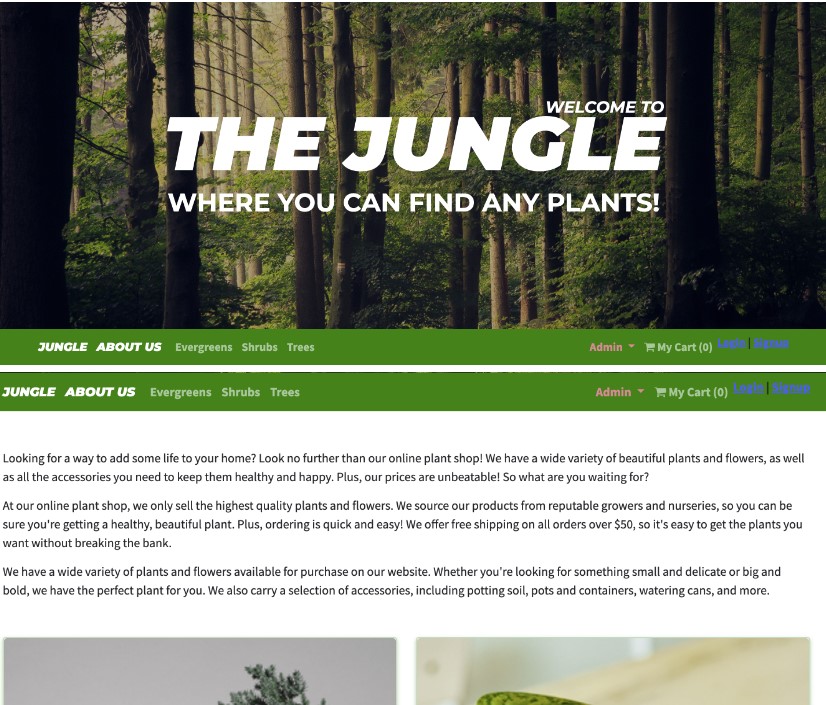 WELCOME TO
THE JUNGLE
WHERE YOU CAN FIND ANY PLANTS!
JUNGLE ABOUT US Evergreens Shrubs Trees Admin My Cart (0) Login | Signup
JUNGLE ABOUT US Evergreens Shrubs Trees Admin My Cart (0) Login | Signup
Looking for a way to add some life to your home? Look no further than our online plant shop! We have a wide variety of beautiful plants and flowers, as well
as all the accessories you need to keep them healthy and happy. Plus, our prices are unbeatable! So what are you waiting for?
At our online plant shop, we only sell the highest quality plants and flowers. We source our products from reputable growers and nurseries, so you can be
sure you're getting a healthy, beautiful plant. Plus, ordering is quick and easy! We offer free shipping on all orders over $50, so it's easy to get the plants you
want without breaking the bank.
We have a wide variety of plants and flowers available for purchase on our website. Whether you're looking for something small and delicate or big and
bold, we have the perfect plant for you. We also carry a selection of accessories, including potting soil, pots and containers, watering cans, and more.